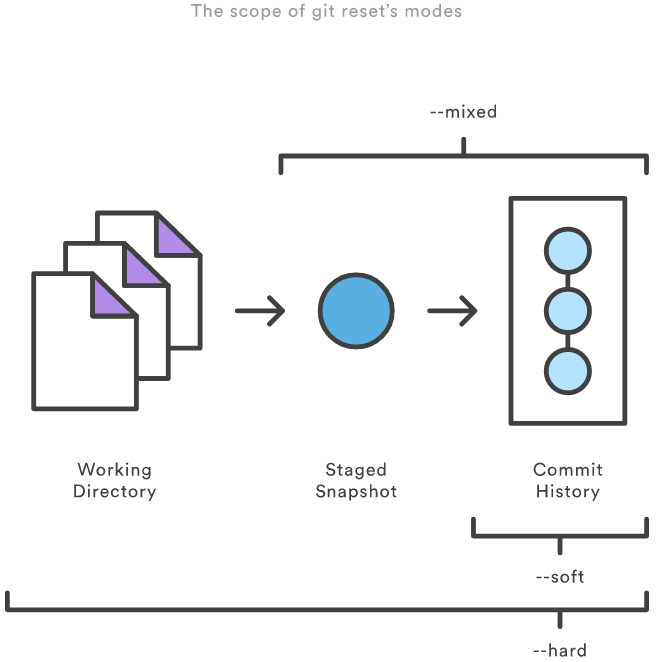 The scope of git reset's modes
--mixed
Working
Directory
Staged
Snapshot
Commit
History
--soft
--hard